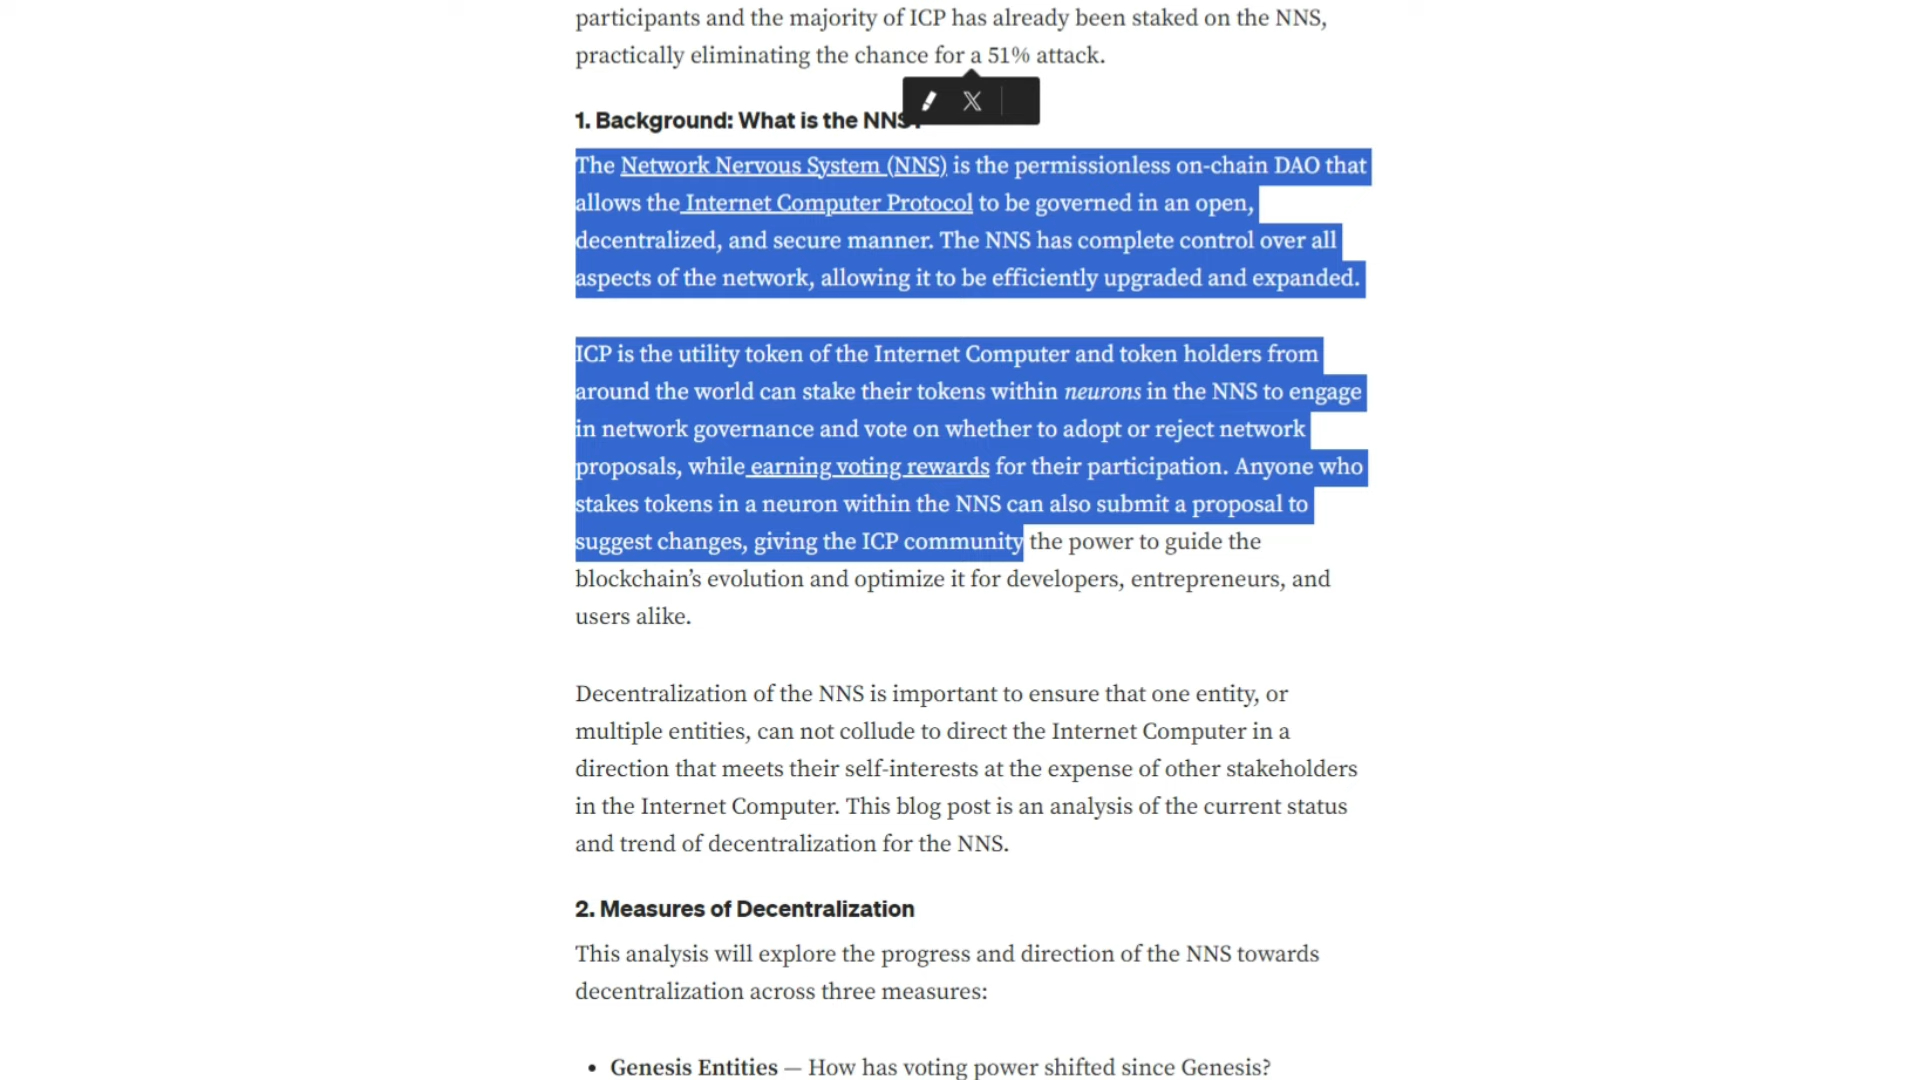 participants and the majority of ICP has already been staked on the NNS,
practically eliminating the chance for a 51% attack.
1. Background: What is the NNS?
The Network Nervous System (NNS) is the permissionless on-chain DAO that
allows the Internet Computer Protocol to be governed in an open,
decentralized, and secure manner. The NNS has complete control over all
aspects of the network, allowing it to be efficiently upgraded and expanded.
ICP is the utility token of the Internet Computer and token holders from
around the world can stake their tokens within neurons in the NNS to engage
in network governance and vote on whether to adopt or reject network
proposals, while earning voting rewards for their participation. Anyone who
stakes tokens in a neuron within the NNS can also submit a proposal to
suggest changes, giving the ICP community the power to guide the
blockchain’s evolution and optimize it for developers, entrepreneurs, and
users alike.
Decentralization of the NNS is important to ensure that one entity, or
multiple entities, can not collude to direct the Internet Computer in a
direction that meets their self-interests at the expense of other stakeholders
in the Internet Computer. This blog post is an analysis of the current status
and trend of decentralization for the NNS.
2. Measures of Decentralization
This analysis will explore the progress and direction of the NNS towards
decentralization across three measures:
• Genesis Entities — How has voting power shifted since Genesis?